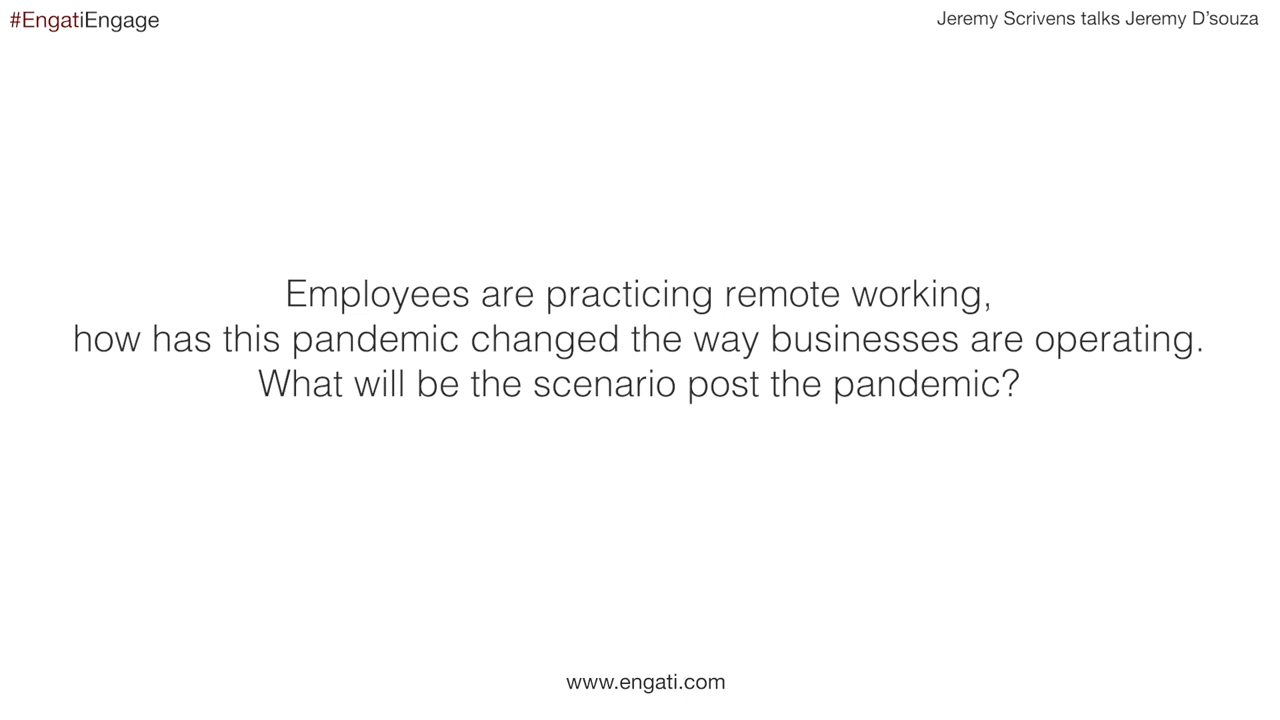 #EngatiEngage
Jeremy Scrivens talks Jeremy D'souza
Employees are practicing remote working,
how has this pandemic changed the way businesses are operating.
What will be the scenario post the pandemic?
www.engati.com